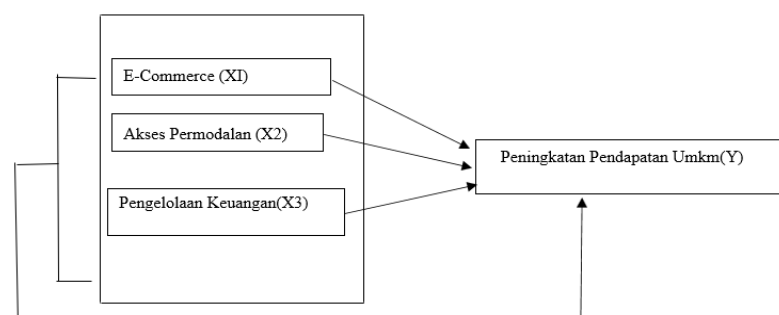 E-Commerce (XI)
Akses Permodalan (X2)
Peningkatan Pendapatan Umkm(Y)
Pengelolaan Keuangan(X3)